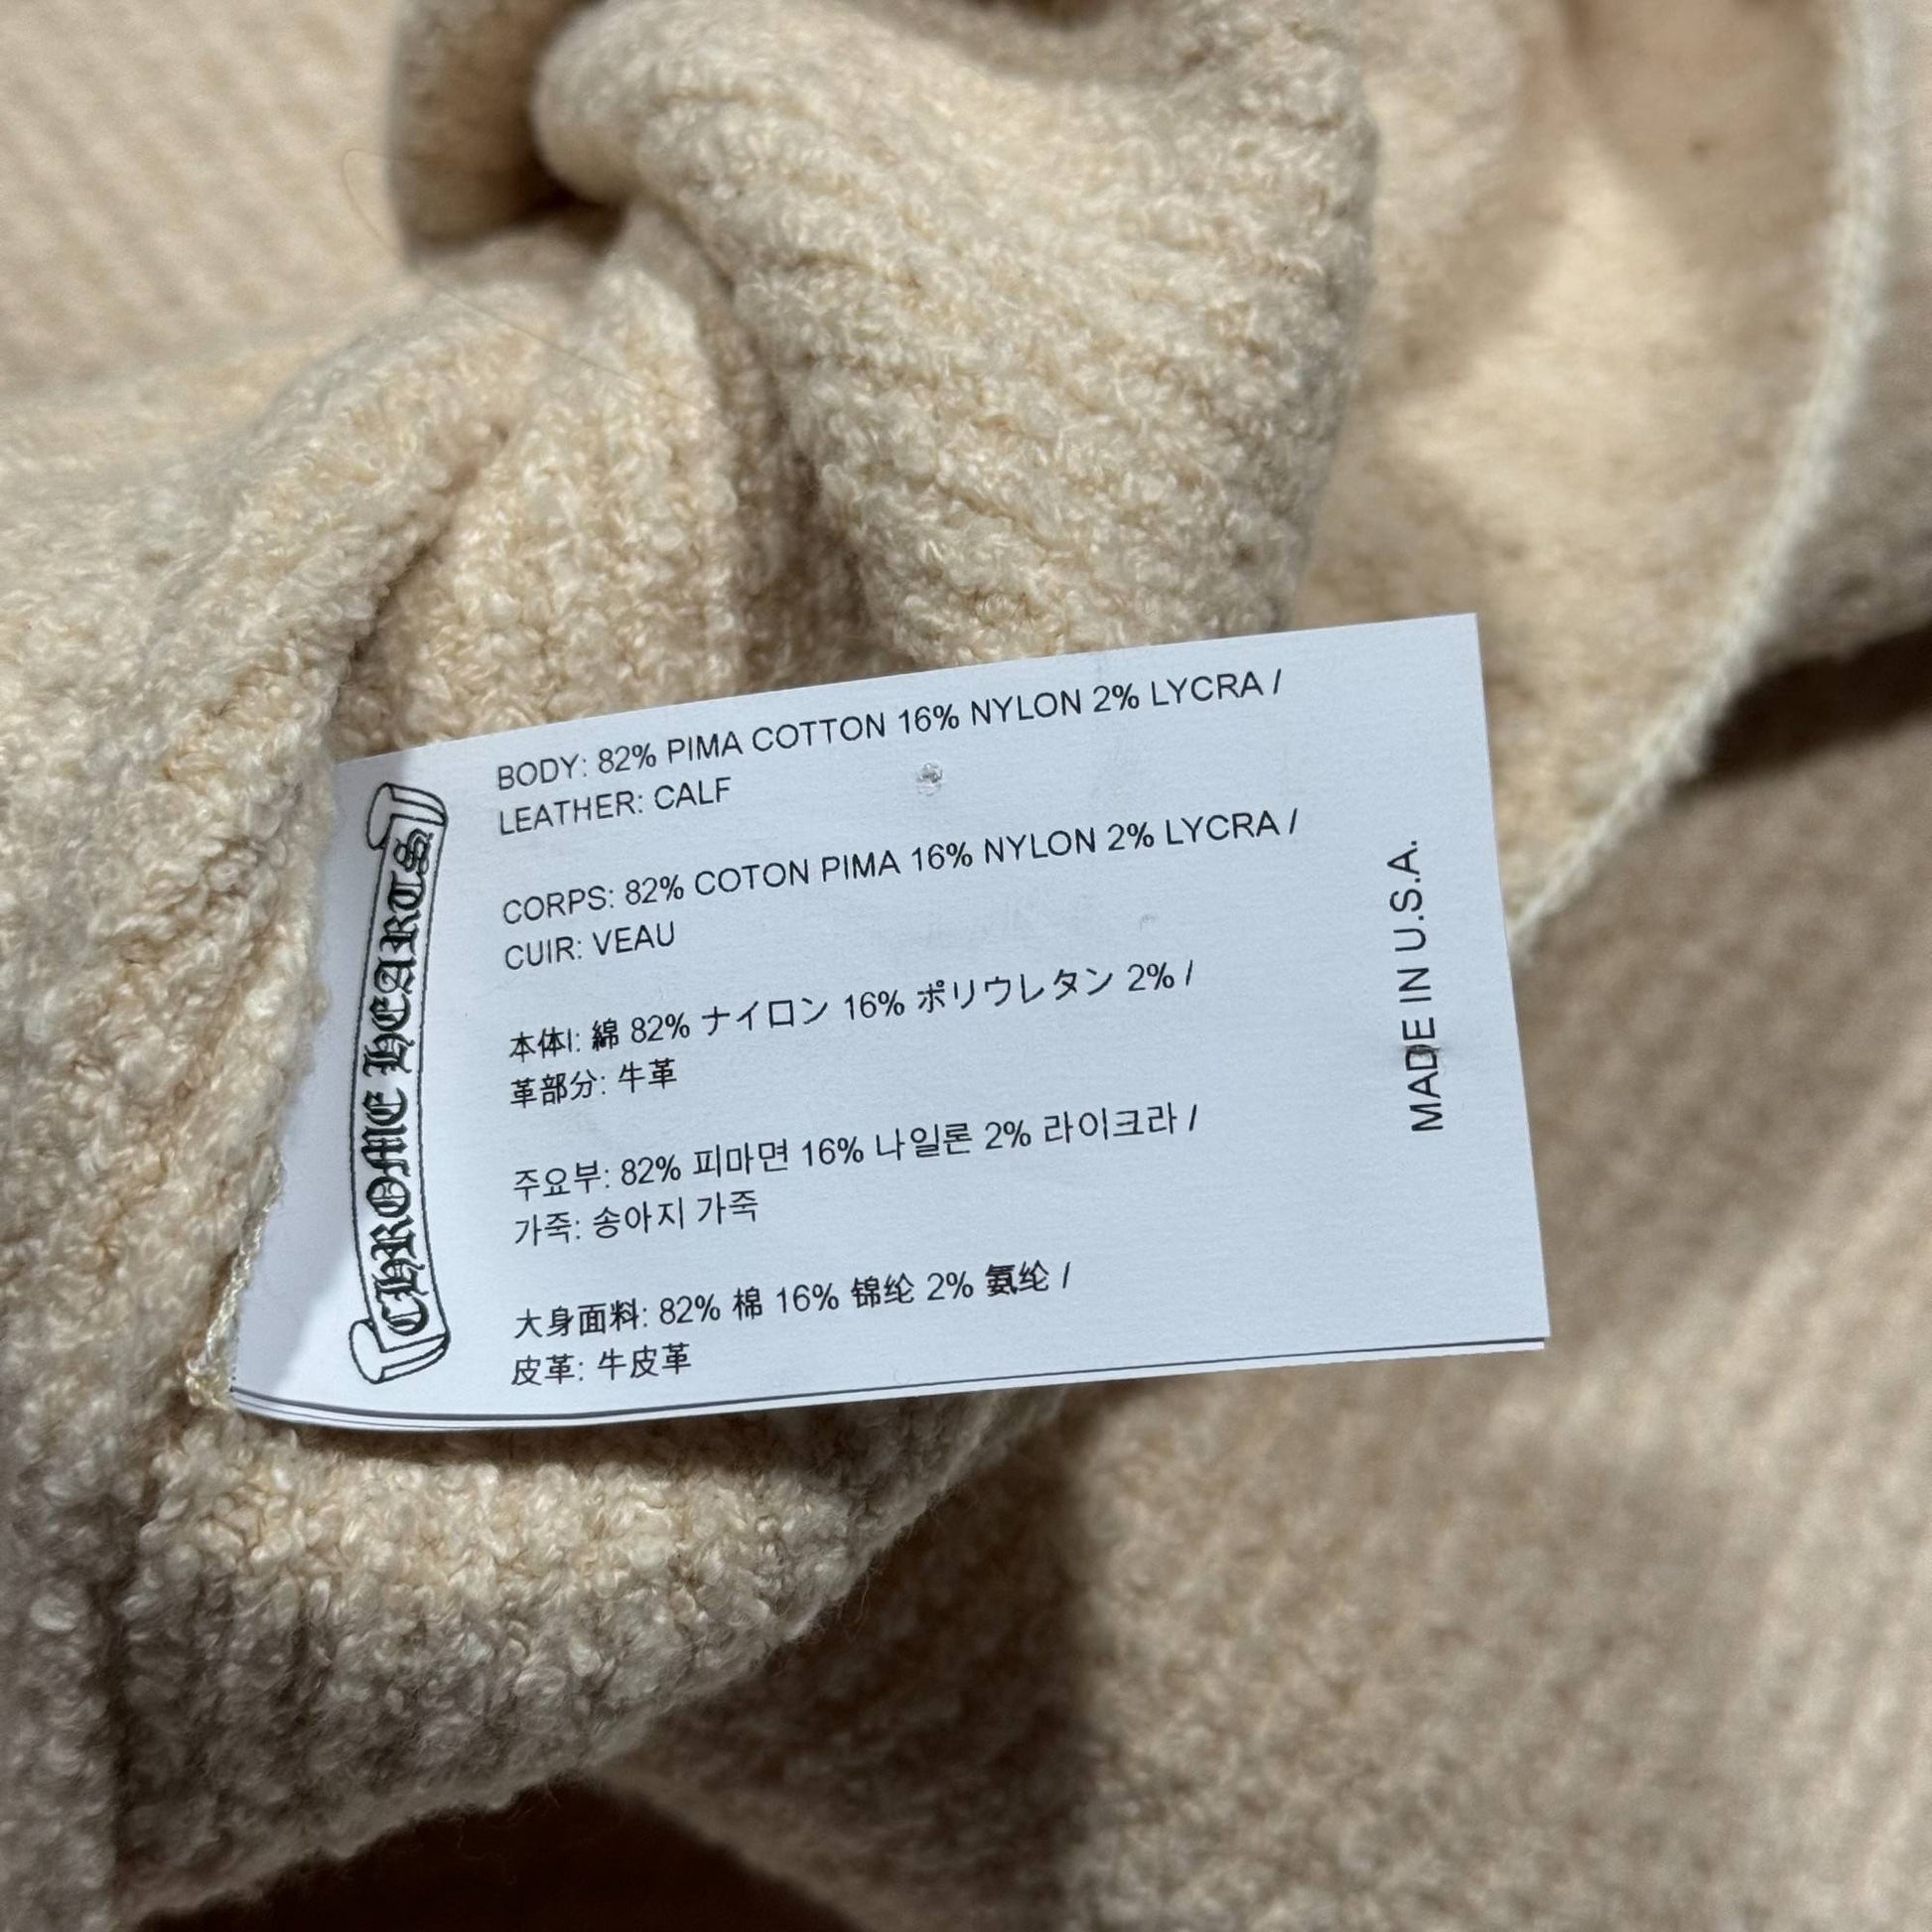 CHROME HEARTS
BODY: 82% PIMA COTTON 16% NYLON 2% LYCRA /
LEATHER: CALF
CORPS: 82% COTON PIMA 16% NYLON 2% LYCRA /
CUIR: VEAU
本体l: 綿 82% ナイロン 16% ポリウレタン 2% /
革部分: 牛革
주요부: 82% 피마면 16% 나일론 2% 라이크라 /
가죽: 송아지 가죽
大身面料: 82% 棉 16% 锦纶 2% 氨纶 /
皮革: 牛皮革
MADE IN U.S.A.